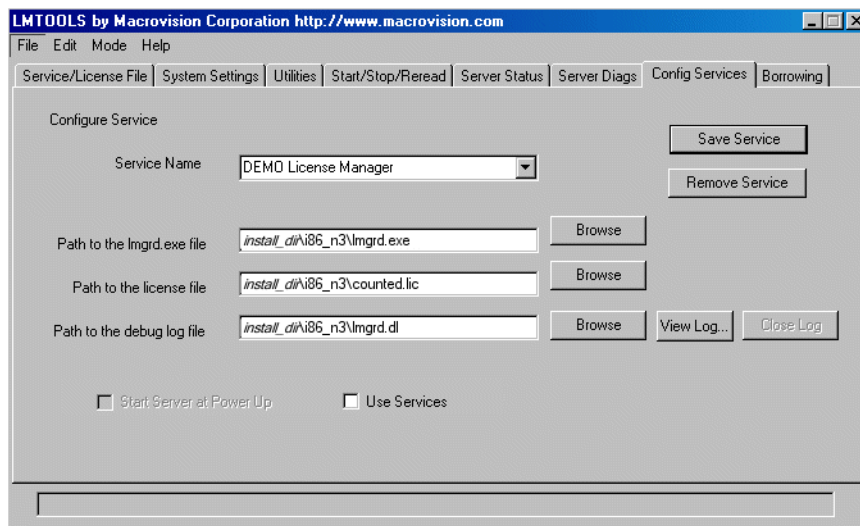 LMTOOLS by Macrovision Corporation http://www.macrovision.com
File Edit Mode Help
Service/License File System Settings Utilities Start/Stop/Reread Server Status Server Diags Config Services Borrowing
Configure Service
Save Service
Service Name DEMO License Manager
Remove Service
Path to the lmgrd.exe file install_dir\i86_n3\lmgrd.exe Browse
Path to the license file install_dir\i86_n3\counted.lic Browse
Path to the debug log file install_dir\i86_n3\lmgrd.dl Browse View Log... Close Log
Start Server at Power Up Use Services